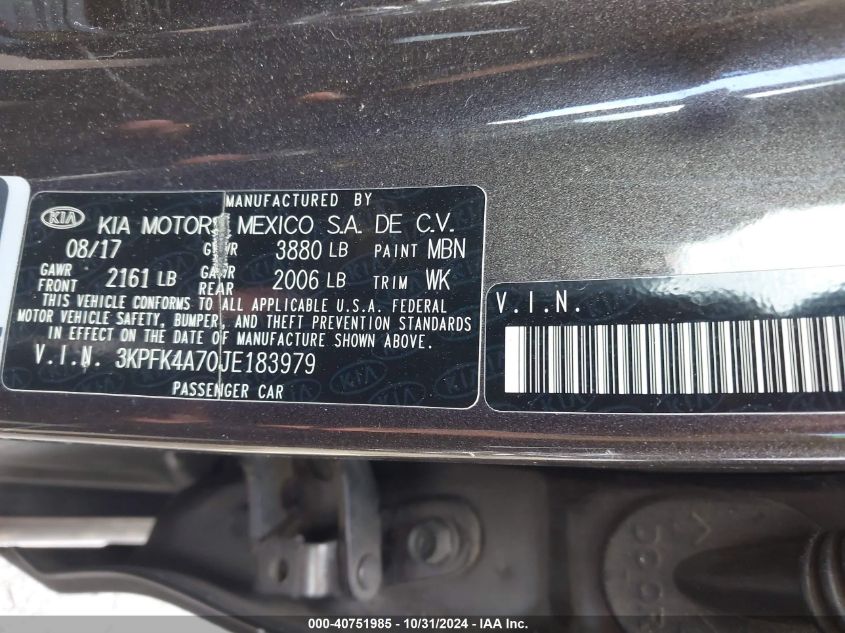 MANUFACTURED BY
KIA KIA MOTORS MEXICO S.A. DE C.V.
08/17 GVWR 3880 LB PAINT MBN
GAWR FRONT 2161 LB GAWR REAR 2006 LB TRIM WK
THIS VEHICLE CONFORMS TO ALL APPLICABLE U.S.A. FEDERAL
MOTOR VEHICLE SAFETY, BUMPER, AND THEFT PREVENTION STANDARDS
IN EFFECT ON THE DATE OF MANUFACTURE SHOWN ABOVE.
V.I.N. 3KPFK4A70JE183979
PASSENGER CAR
V.I.N.
000-40751985 - 10/31/2024 - IAA Inc.